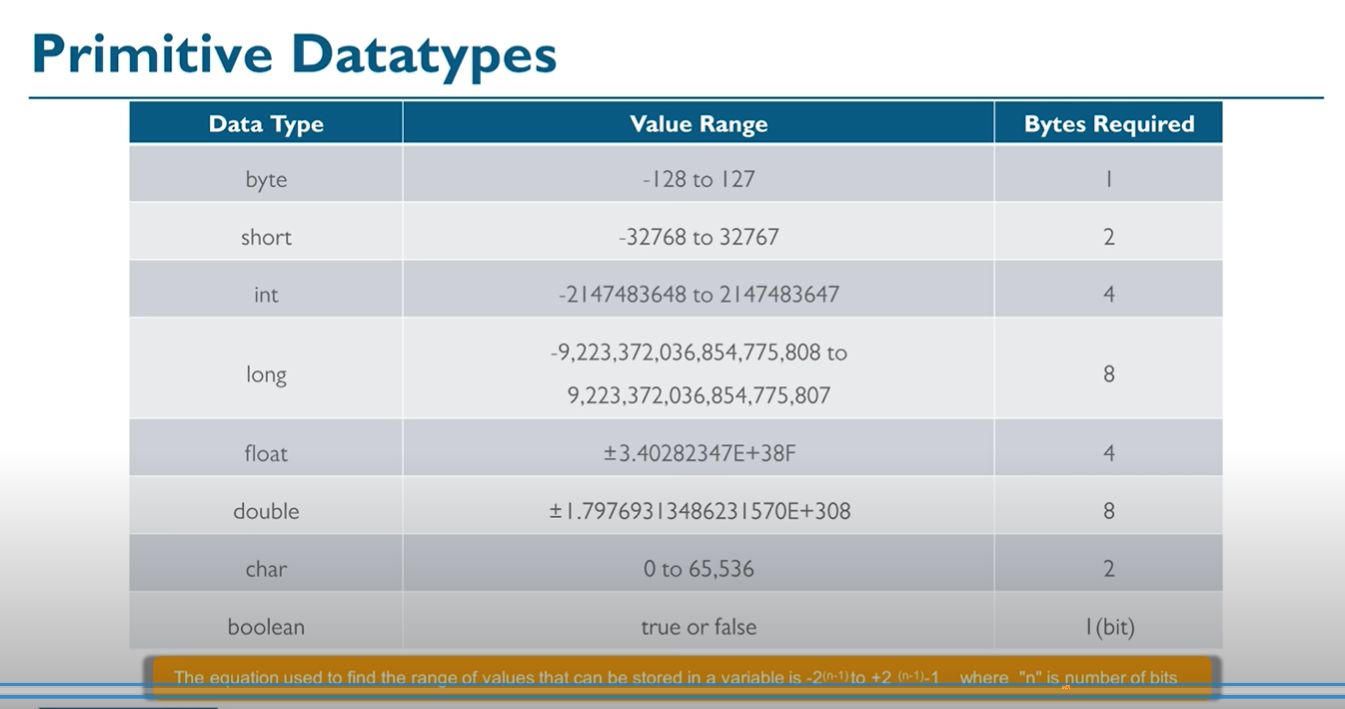 Primitive Datatypes
Data Type Value Range Bytes Required
byte -128 to 127 1
short -32768 to 32767 2
int -2147483648 to 2147483647 4
long -9,223,372,036,854,775,808 to
9,223,372,036,854,775,807 8
float ±3.40282347E+38F 4
double ±1.79769313486231570E+308 8
char 0 to 65,536 2
boolean true or false 1(bit)
The equation used to find the range of values that can be stored in a variable is -2(n-1) to +2 (n-1)-1 where "n" is number of bits